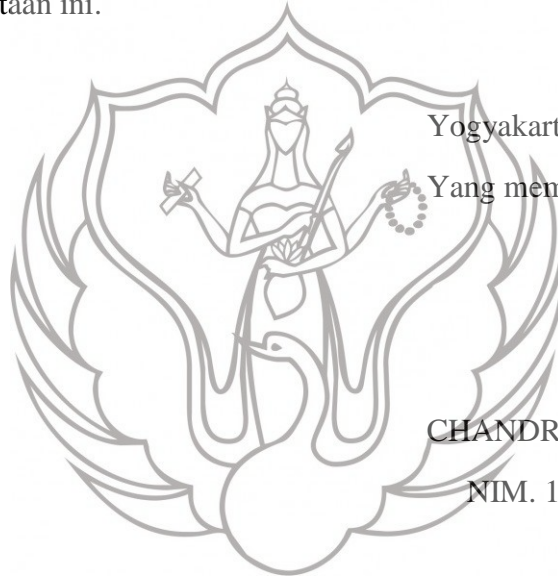 taan ini.
Yogyakart
Yang mem
CHANDR
NIM. 1